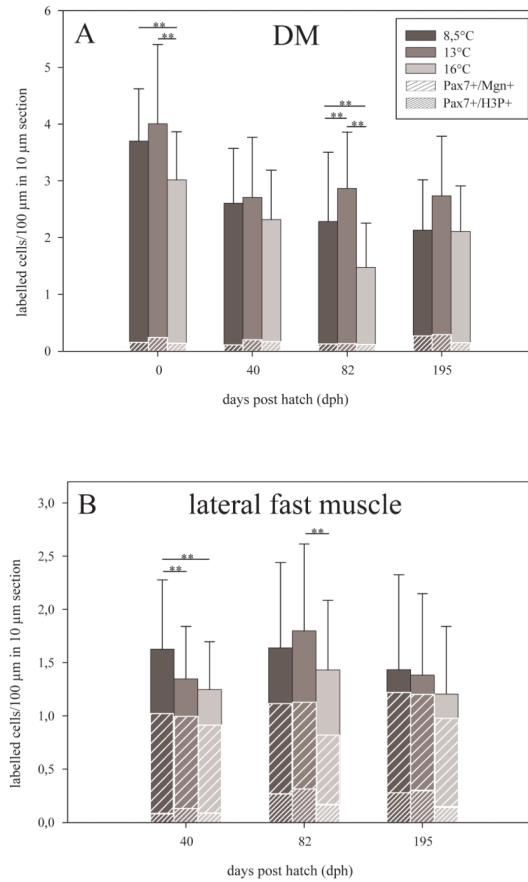 A
DM
8,5°C
13°C
16°C
Pax7+/Mgn+
Pax7+/H3P+
labelled cells/100 µm in 10 µm section
6
5
4
3
2
1
0
**
**
**
**
**
0 40 82 195
days post hatch (dph)
B
lateral fast muscle
labelled cells/100 µm in 10 µm section
3,0
2,5
2,0
1,5
1,0
0,5
0,0
**
**
**
40 82 195
days post hatch (dph)